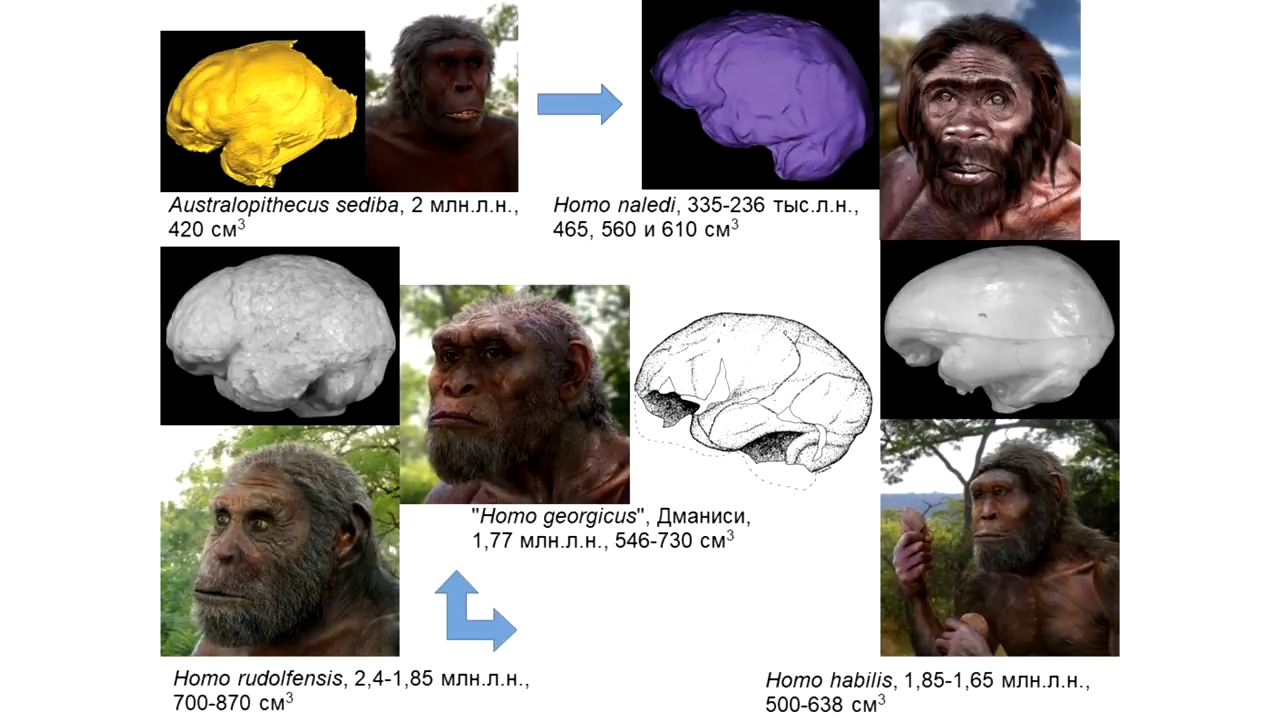 Australopithecus sediba, 2 млн.л.н.,
420 см³
Homo naledi, 335-236 тыс.л.н.,
465, 560 и 610 см³
"Homo georgicus", Дманиси,
1,77 млн.л.н., 546-730 см³
Homo rudolfensis, 2,4-1,85 млн.л.н.,
700-870 см³
Homo habilis, 1,85-1,65 млн.л.н.,
500-638 см³